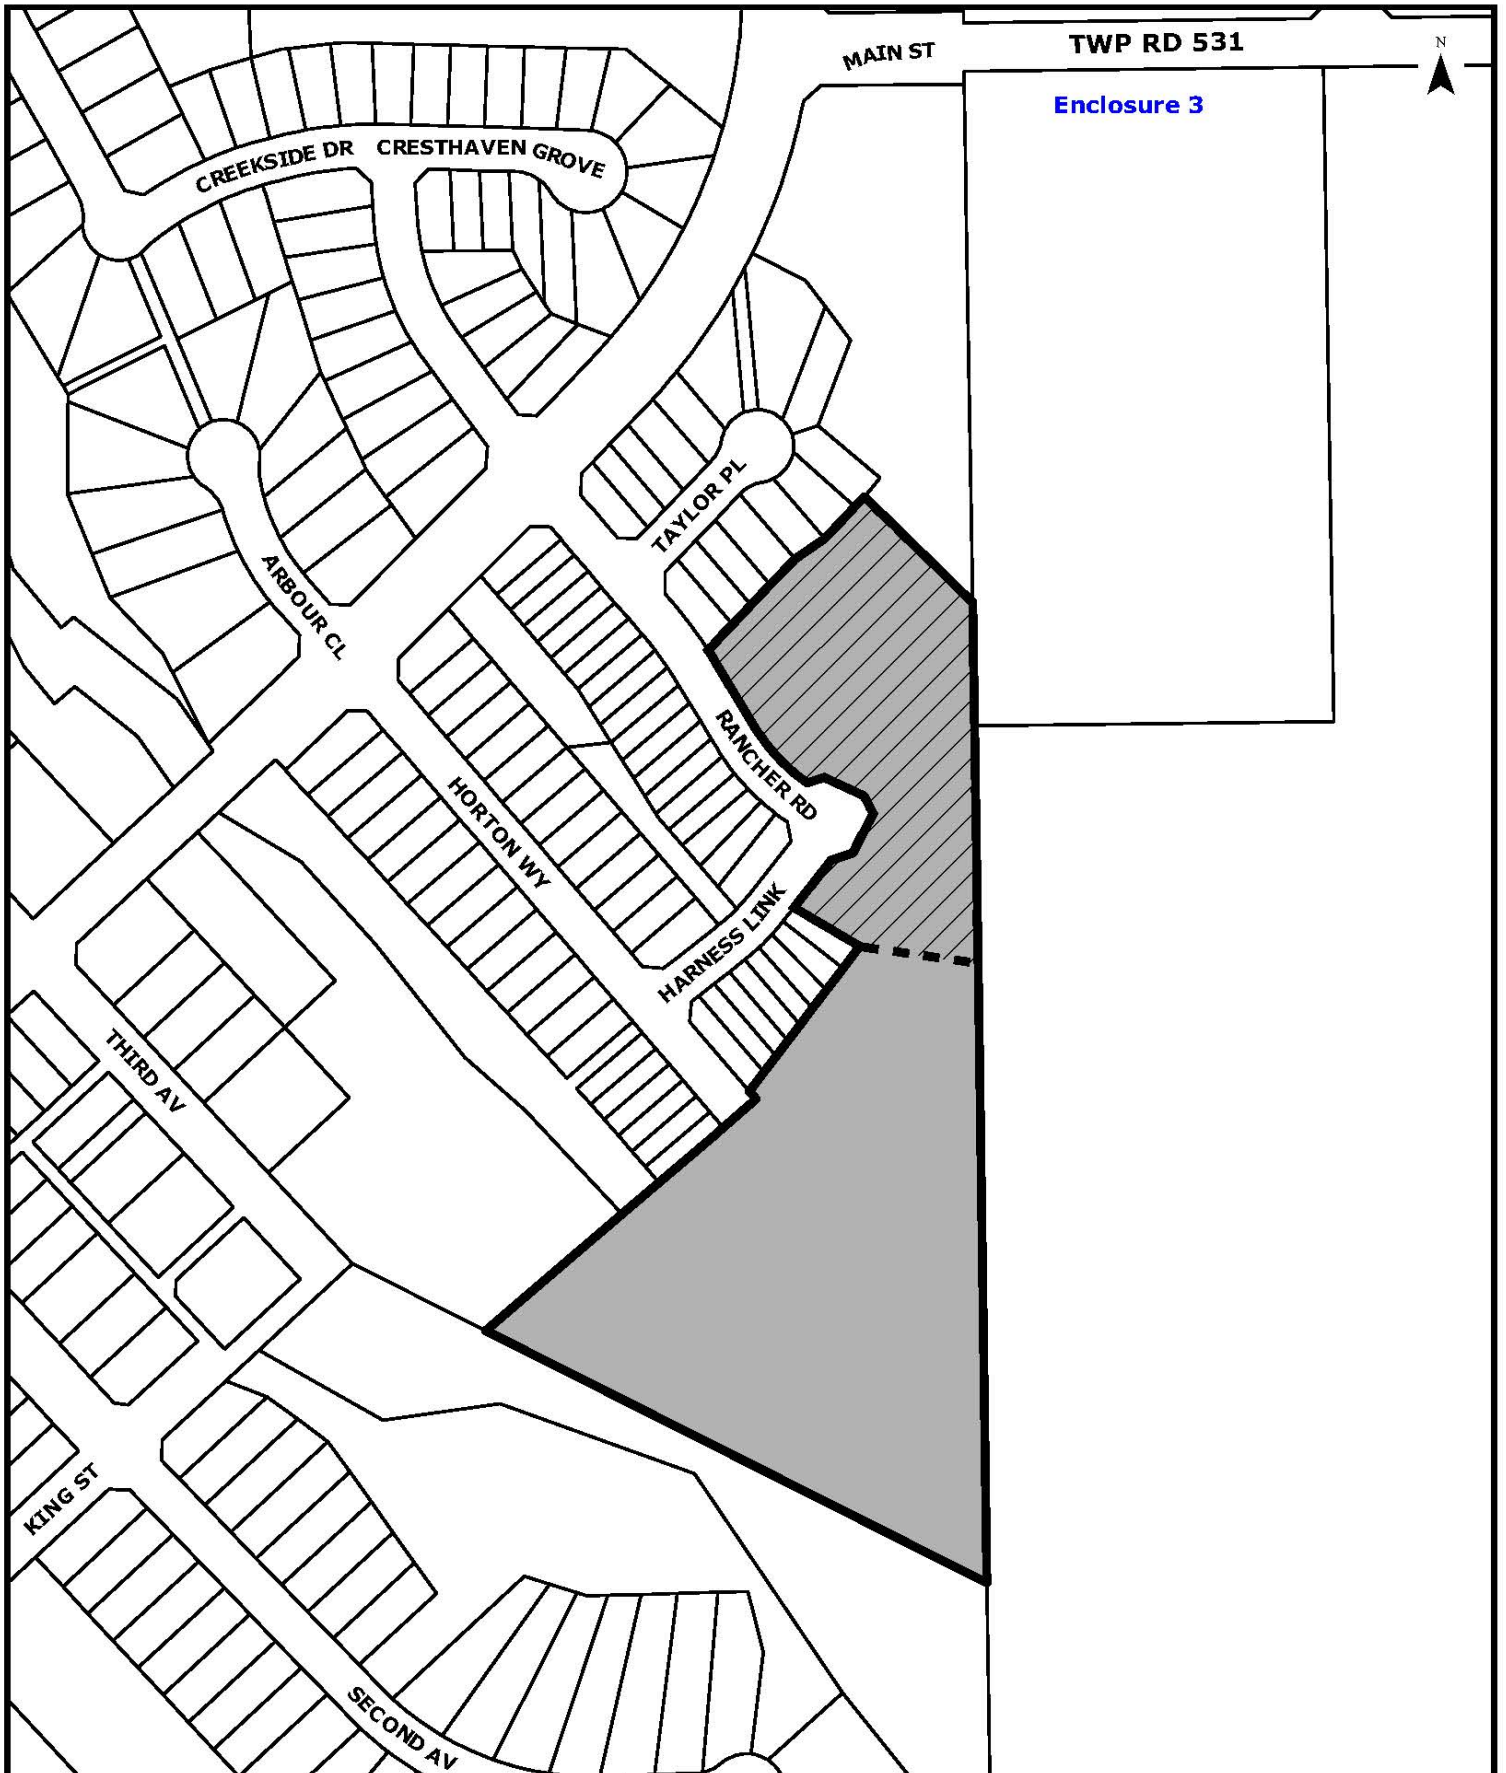 TWP RD 531
N
MAIN ST
Enclosure 3
CREEKSIDE DR
CRESTHAVEN GROVE
TAYLOR PL
ARBOUR CL
RANCHER RD
HORTON WY
HARNESS LINK
THIRD AV
KING ST
SECOND AV